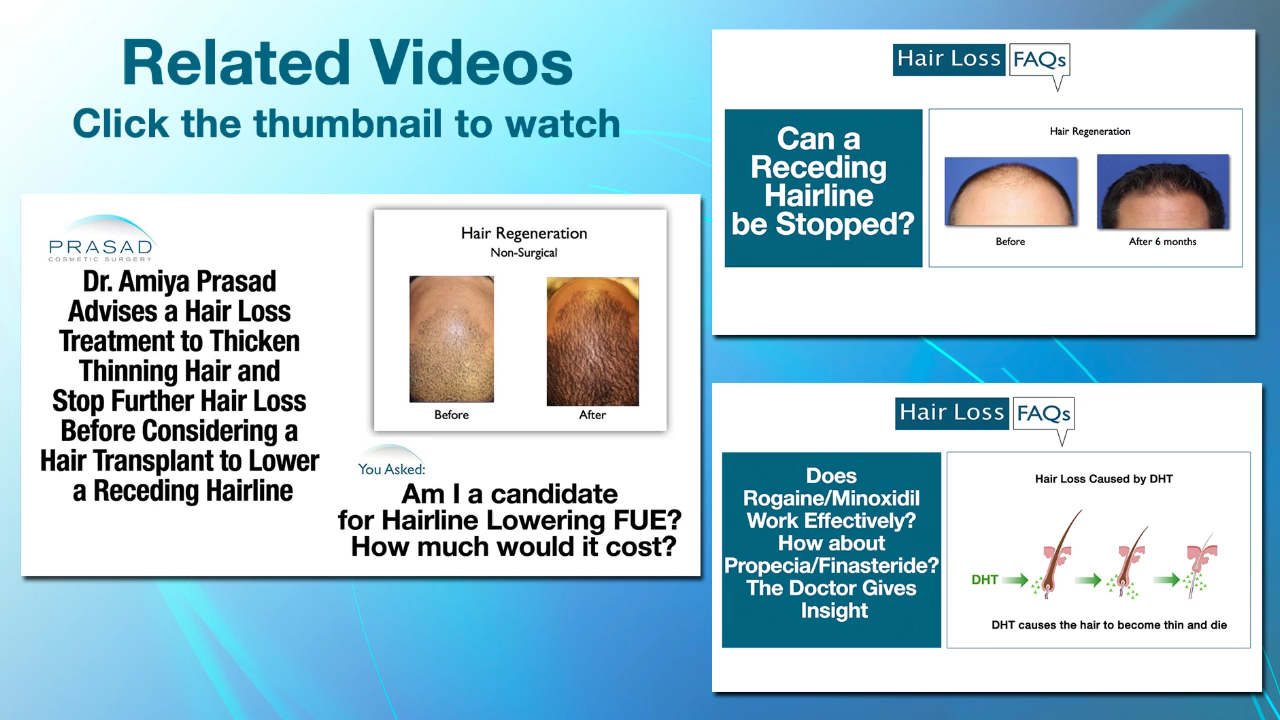 Related Videos
Click the thumbnail to watch
PRASAD
COSMETIC SURGERY
Dr. Amiya Prasad
Advises a Hair Loss
Treatment to Thicken
Thinning Hair and
Stop Further Hair Loss
Before Considering a
Hair Transplant to Lower
a Receding Hairline
Hair Regeneration
Non-Surgical
Before
After
You Asked:
Am I a candidate
for Hairline Lowering FUE?
How much would it cost?
Hair Loss FAQs
Can a
Receding
Hairline
be Stopped?
Hair Regeneration
Before
After 6 months
Hair Loss FAQs
Does
Rogaine/Minoxidil
Work Effectively?
How about
Propecia/Finasteride?
The Doctor Gives
Insight
Hair Loss Caused by DHT
DHT
DHT causes the hair to become thin and die